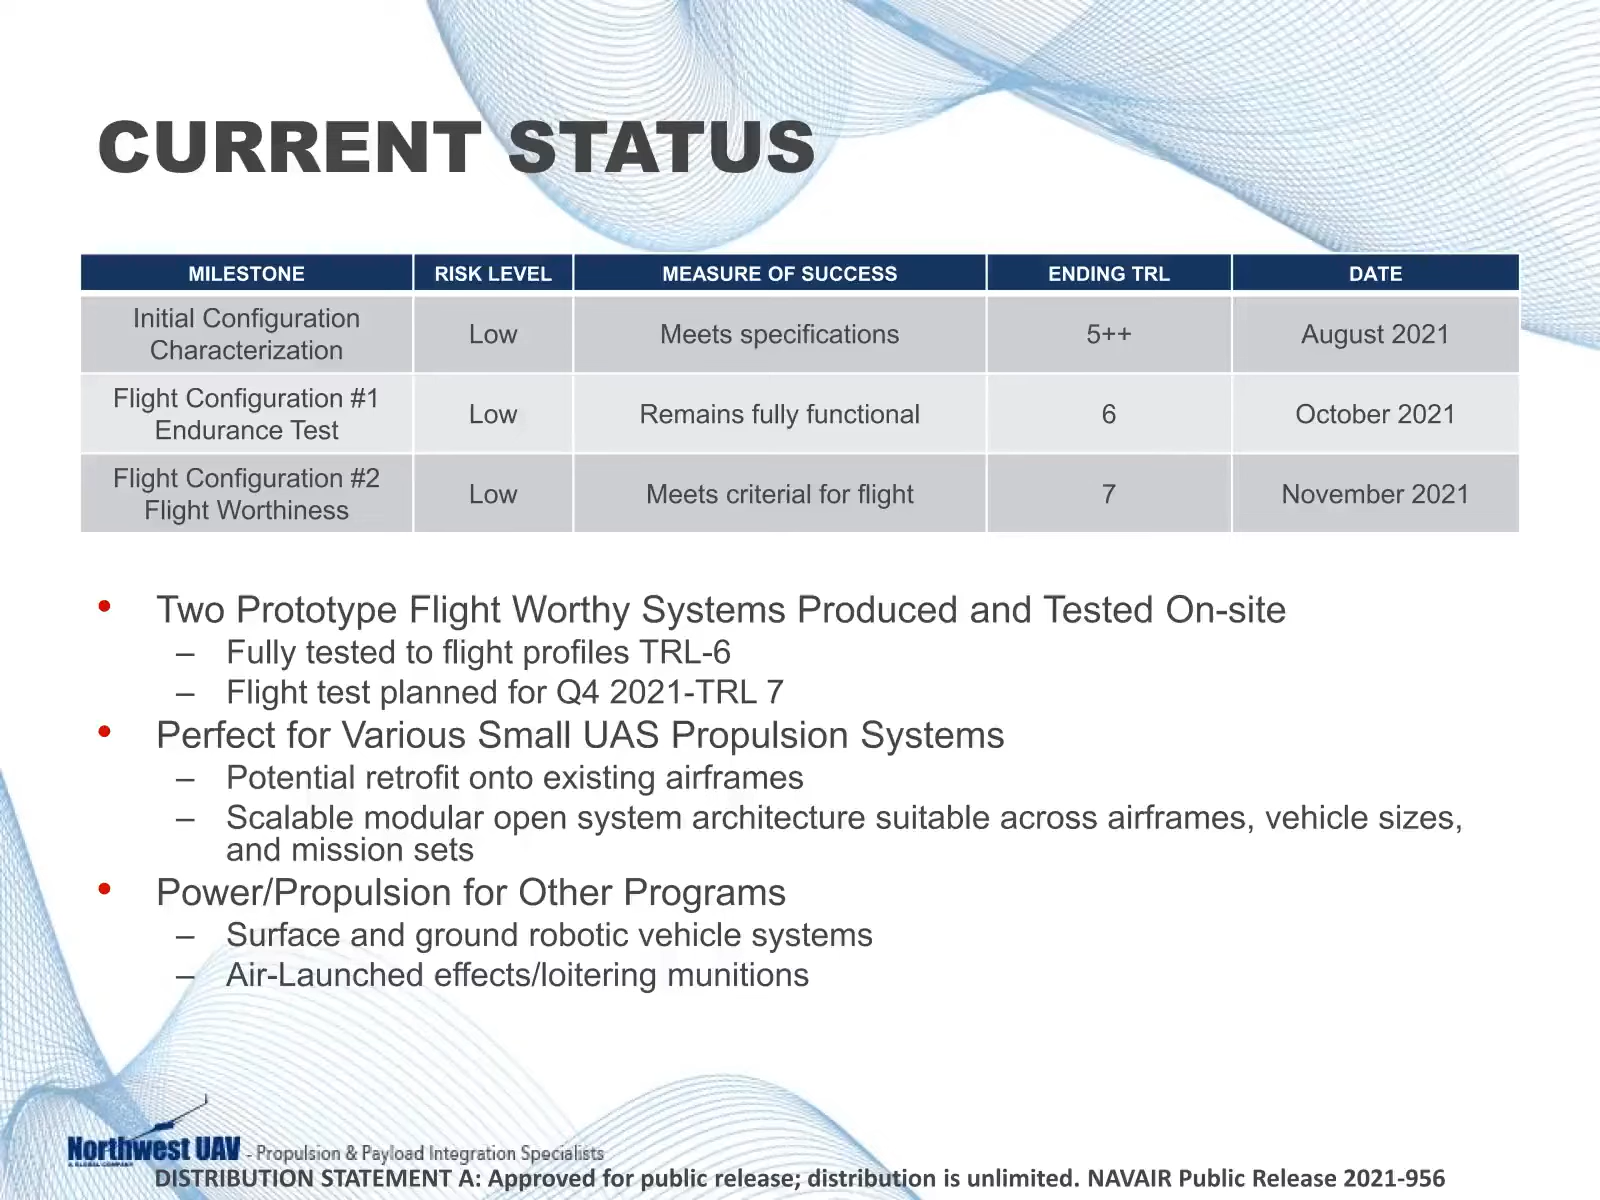 CURRENT STATUS
MILESTONE RISK LEVEL MEASURE OF SUCCESS ENDING TRL DATE
Initial Configuration
Characterization
Low Meets specifications 5++ August 2021
Flight Configuration #1
Endurance Test
Low Remains fully functional 6 October 2021
Flight Configuration #2
Flight Worthiness
Low Meets criterial for flight 7 November 2021
• Two Prototype Flight Worthy Systems Produced and Tested On-site
– Fully tested to flight profiles TRL-6
– Flight test planned for Q4 2021-TRL 7
• Perfect for Various Small UAS Propulsion Systems
– Potential retrofit onto existing airframes
– Scalable modular open system architecture suitable across airframes, vehicle sizes,
and mission sets
• Power/Propulsion for Other Programs
– Surface and ground robotic vehicle systems
– Air-Launched effects/loitering munitions
Northwest UAV - Propulsion & Payload Integration Specialists
A GLOBAL COMPANY
DISTRIBUTION STATEMENT A: Approved for public release; distribution is unlimited. NAVAIR Public Release 2021-956